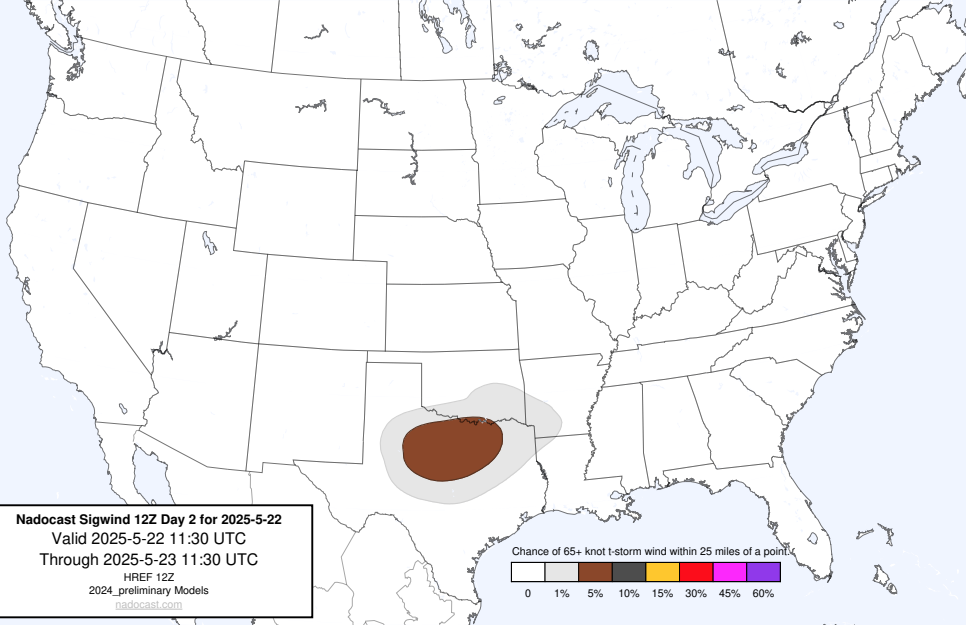 Nadocast Sigwind 12Z Day 2 for 2025-5-22
Valid 2025-5-22 11:30 UTC
Through 2025-5-23 11:30 UTC
HREF 12Z
2024_preliminary Models
nadocast.com
Chance of 65+ knot t-storm wind within 25 miles of a point.
0 1% 5% 10% 15% 30% 45% 60%